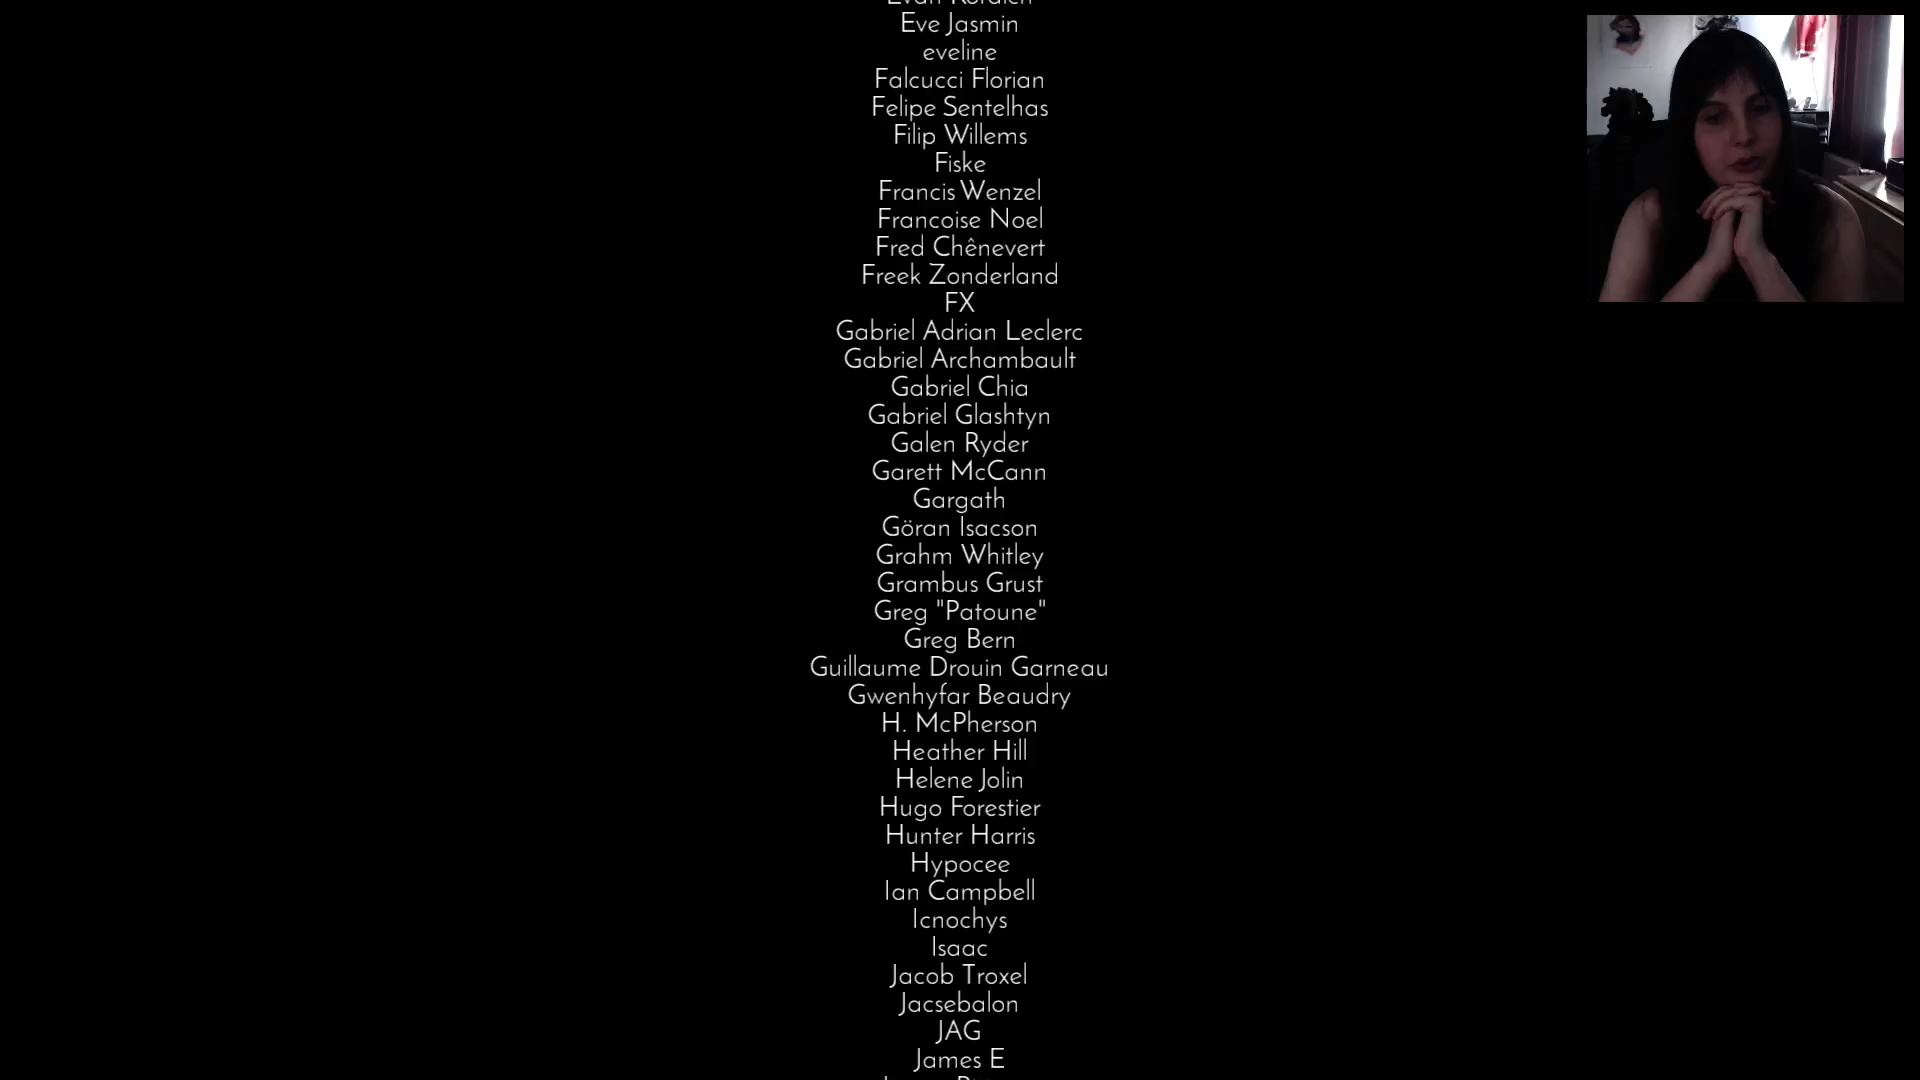 Eve Jasmin
eveline
Falcucci Florian
Felipe Sentelhas
Filip Willems
Fiske
Francis Wenzel
Francoise Noel
Fred Chênevert
Freek Zonderland
FX
Gabriel Adrian Leclerc
Gabriel Archambault
Gabriel Chia
Gabriel Glashtyn
Galen Ryder
Garett McCann
Gargath
Göran Isacson
Grahm Whitley
Grambus Grust
Greg "Patoune"
Greg Bern
Guillaume Drouin Garneau
Gwenhyfar Beaudry
H. McPherson
Heather Hill
Helene Jolin
Hugo Forestier
Hunter Harris
Hypocee
Ian Campbell
Icnochys
Isaac
Jacob Troxel
Jacsebalon
JAG
James E